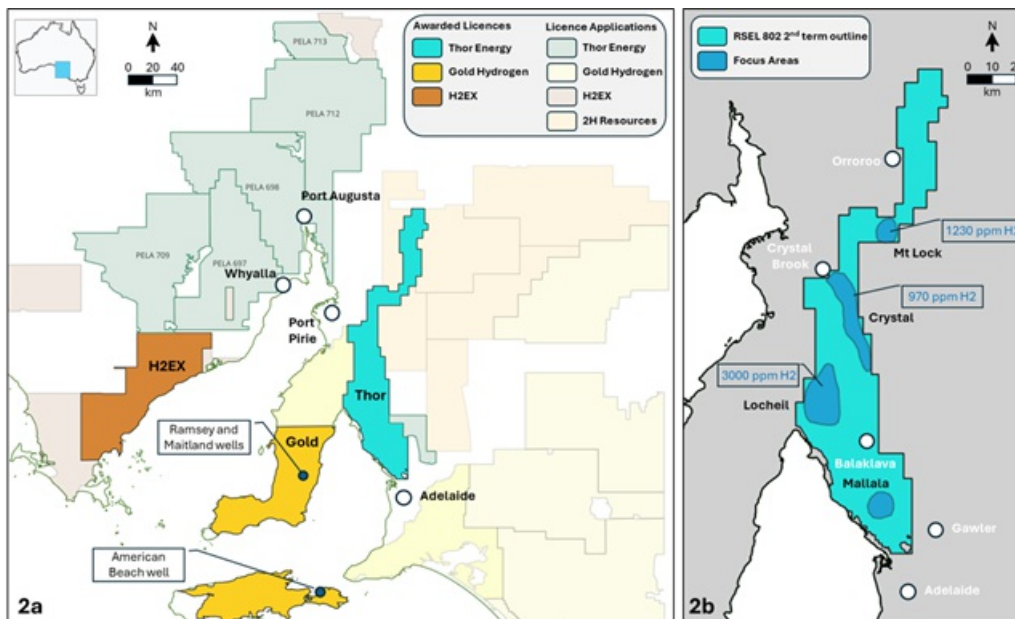 N
0 20 40
km
Awarded Licences
Thor Energy
Gold Hydrogen
H2EX
Licence Applications
Thor Energy
Gold Hydrogen
H2EX
2H Resources
PELA 713
PELA 712
PELA 698
Port Augusta
PELA 709
PELA 697
Whyalla
Port
Pirie
H2EX
Thor
Ramsey and
Maitland wells
Gold
Adelaide
American
Beach well
2a
RSEL 802 2nd term outline
Focus Areas
N
0 10 2
km
Orroroo
1230 ppm H2
Mt Lock
Crystal
Brook
970 ppm H2
Crystal
3000 ppm H2
Locheil
Balaklava
Mallala
Gawler
Adelaide
2b